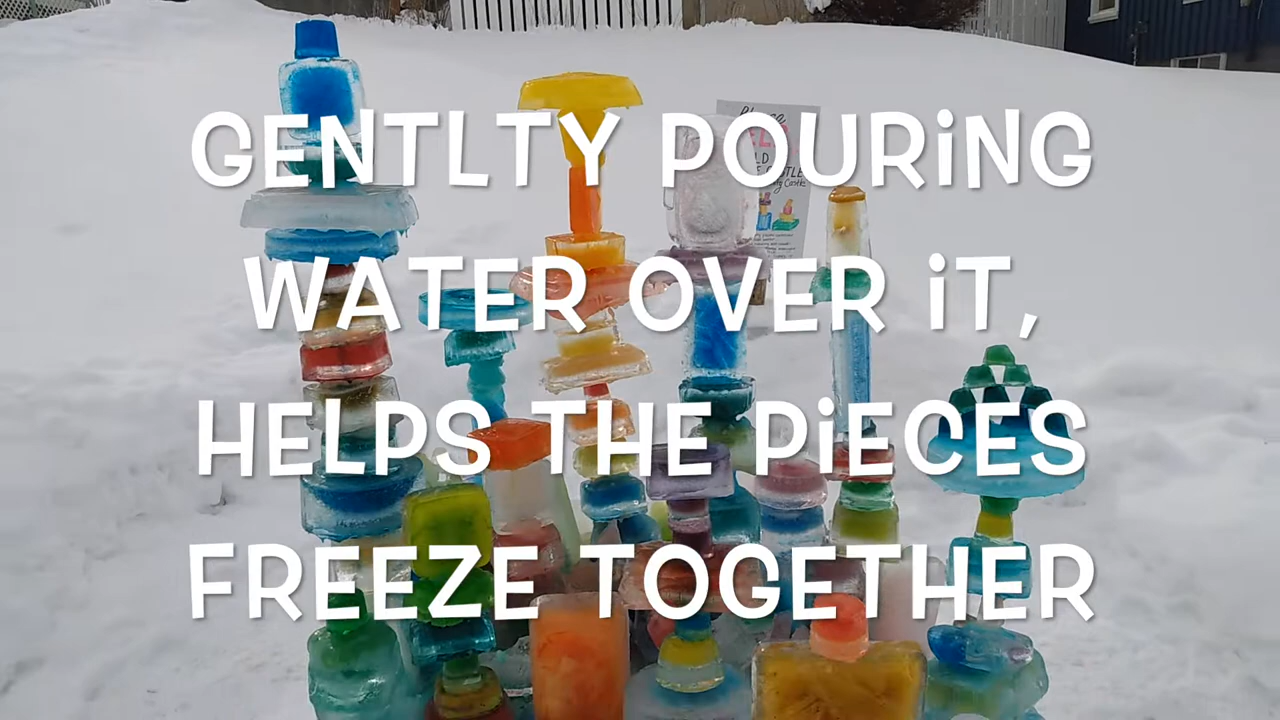 GENTLTY POURiNG
WATER OVER iT,
HELPS THE PiECES
FREEZE TOGETHER